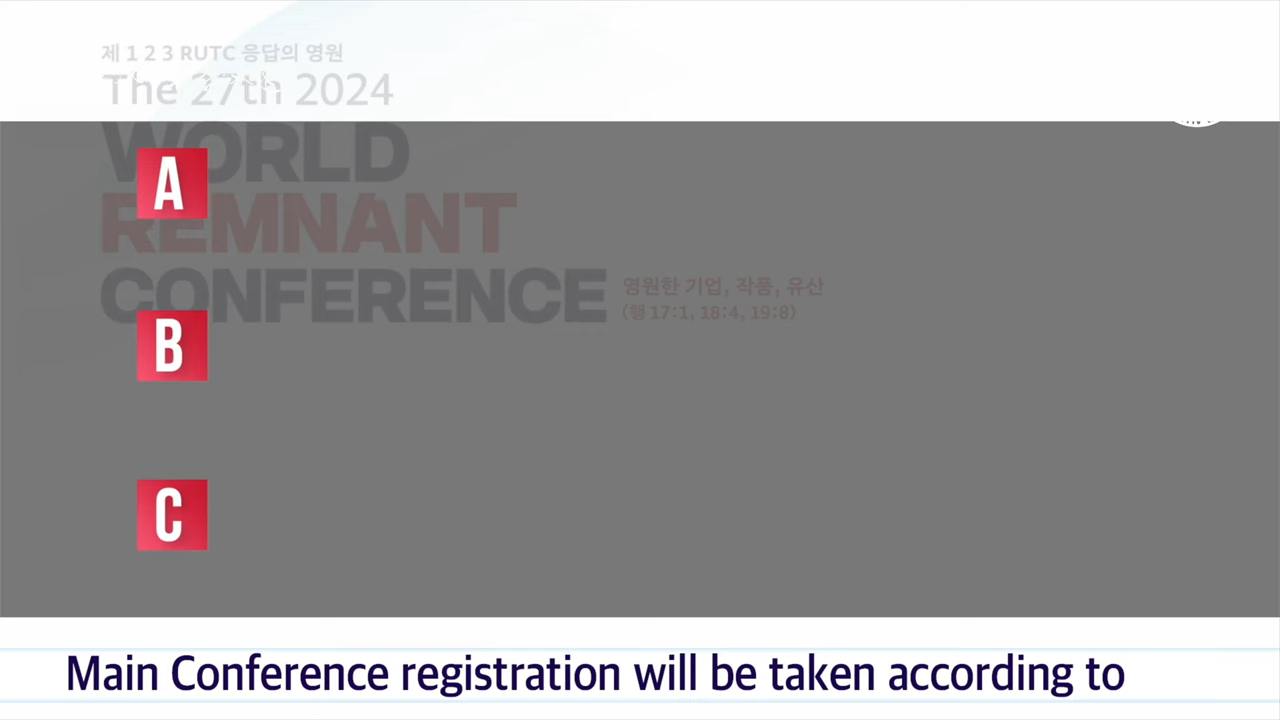 제 1 2 3 RUTC 응답의 영원
The 27th 2024
WORLD
REMNANT
CONFERENCE
영원한 기업, 작품, 유산
(행 17:1, 18:4, 19:8)
A
B
C
Main Conference registration will be taken according to